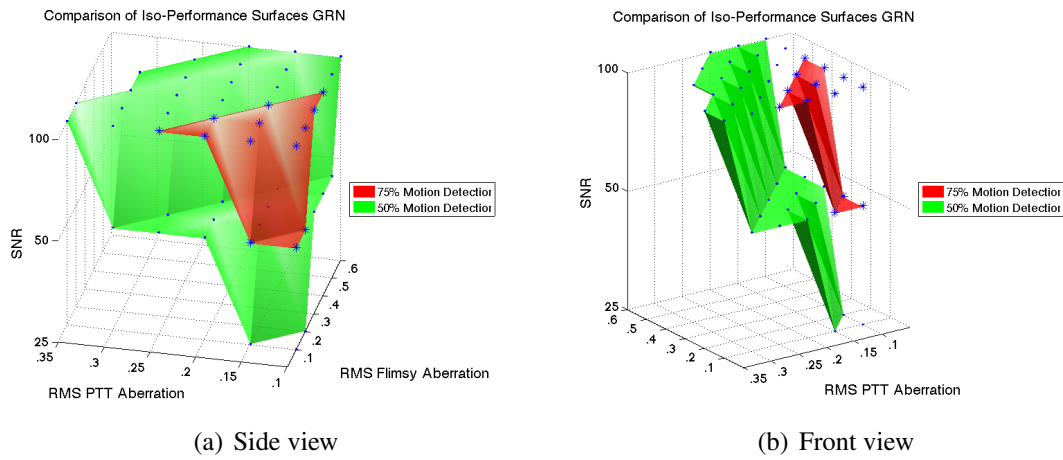 Comparison of Iso-Performance Surfaces GRN
100
50
25
SNR
.35
.3
.25
.2
.15
.1
RMS PTT Aberration
.1
.2
.3
.4
.5
.6
RMS Flimsy Aberration
75% Motion Detection
50% Motion Detection
(a) Side view
Comparison of Iso-Performance Surfaces GRN
100
50
25
SNR
.6
.5
.4
.3
.2
.1
.35
.3
.25
.2
.15
.1
RMS PTT Aberration
75% Motion Detection
50% Motion Detection
(b) Front view